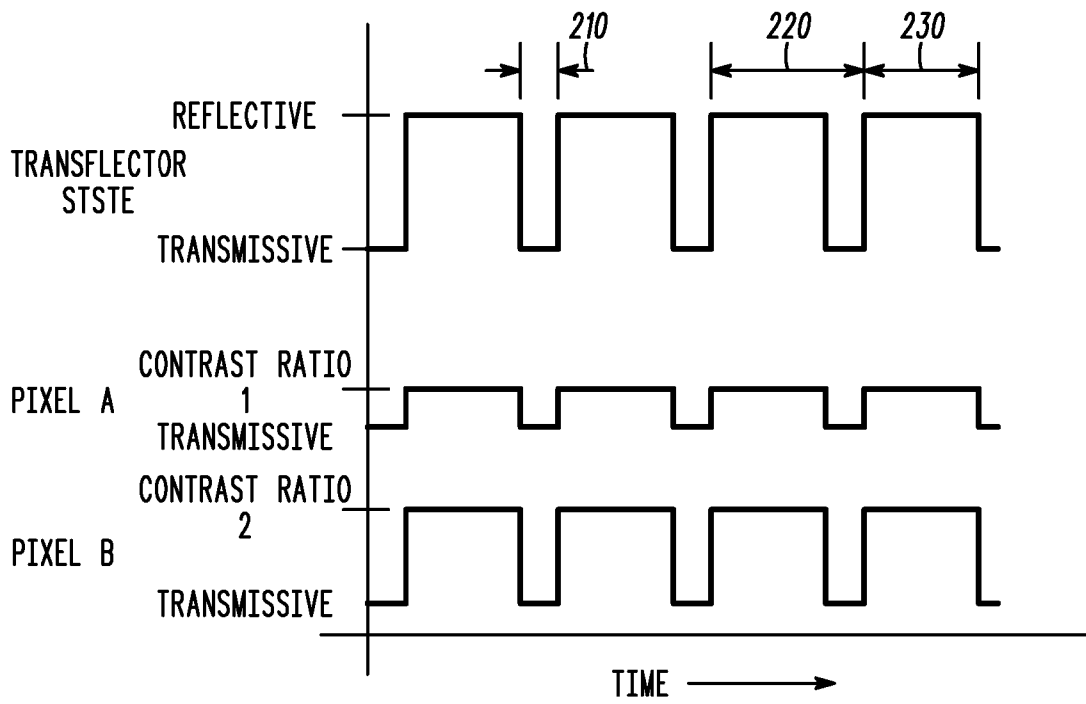 210
220
230
REFLECTIVE
TRANSFLECTOR
STSTE
TRANSMISSIVE
CONTRAST RATIO
1
PIXEL A
TRANSMISSIVE
CONTRAST RATIO
2
PIXEL B
TRANSMISSIVE
TIME